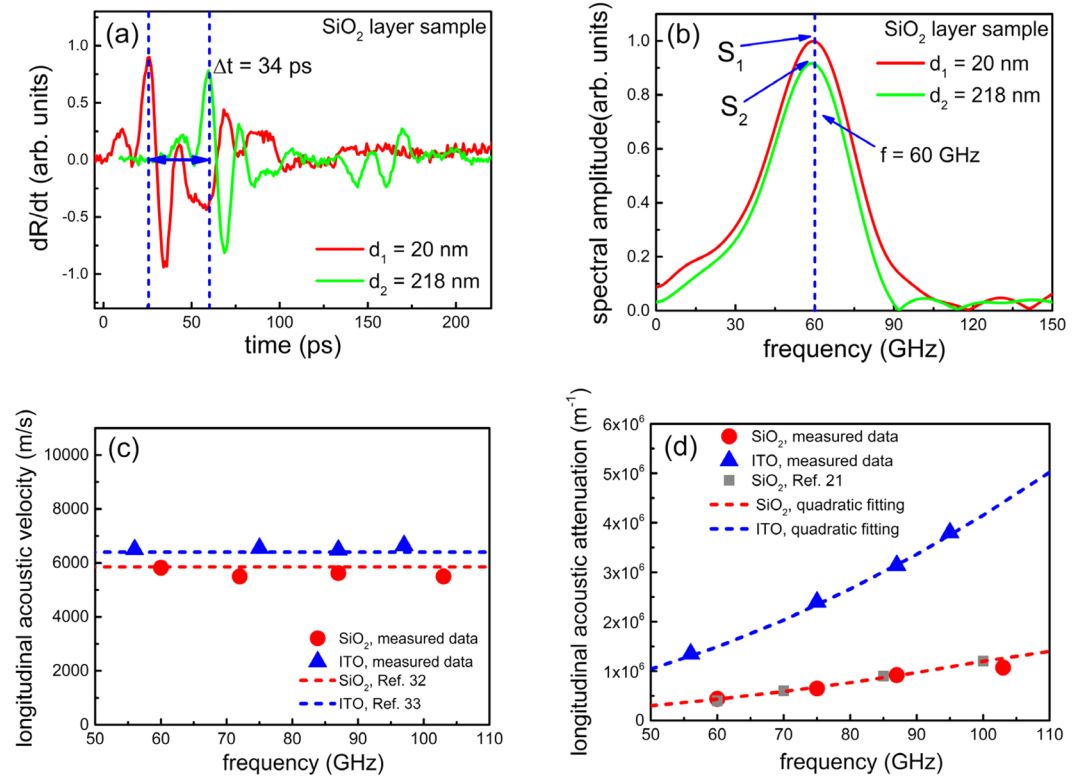 (a)
SiO₂ layer sample
Δt = 34 ps
1.0
0.5
0.0
-0.5
-1.0
dR/dt (arb. units)
d₁ = 20 nm
d₂ = 218 nm
0 50 100 150 200
time (ps)
(b)
SiO₂ layer sample
S₁
d₁ = 20 nm
d₂ = 218 nm
S₂
f = 60 GHz
1.0
0.8
0.6
0.4
0.2
0.0
spectral amplitude(arb. units)
0 30 60 90 120 150
frequency (GHz)
(c)
10000
8000
6000
4000
2000
0
longitudinal acoustic velocity (m/s)
SiO₂, measured data
ITO, measured data
SiO₂, Ref. 32
ITO, Ref. 33
50 60 70 80 90 100 110
frequency (GHz)
(d)
SiO₂, measured data
ITO, measured data
SiO₂, Ref. 21
SiO₂, quadratic fitting
ITO, quadratic fitting
6x10⁶
5x10⁶
4x10⁶
3x10⁶
2x10⁶
1x10⁶
0
longitudinal acoustic attenuation (m⁻¹)
50 60 70 80 90 100 110
frequency (GHz)